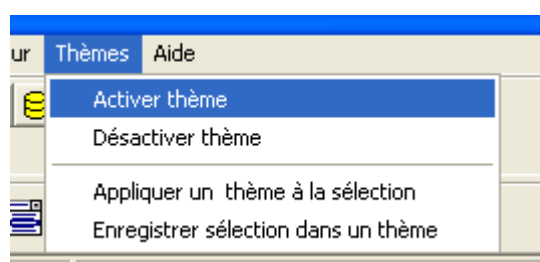 ur Thèmes Aide
Activer thème
Désactiver thème
Appliquer un thème à la sélection
Enregistrer sélection dans un thème